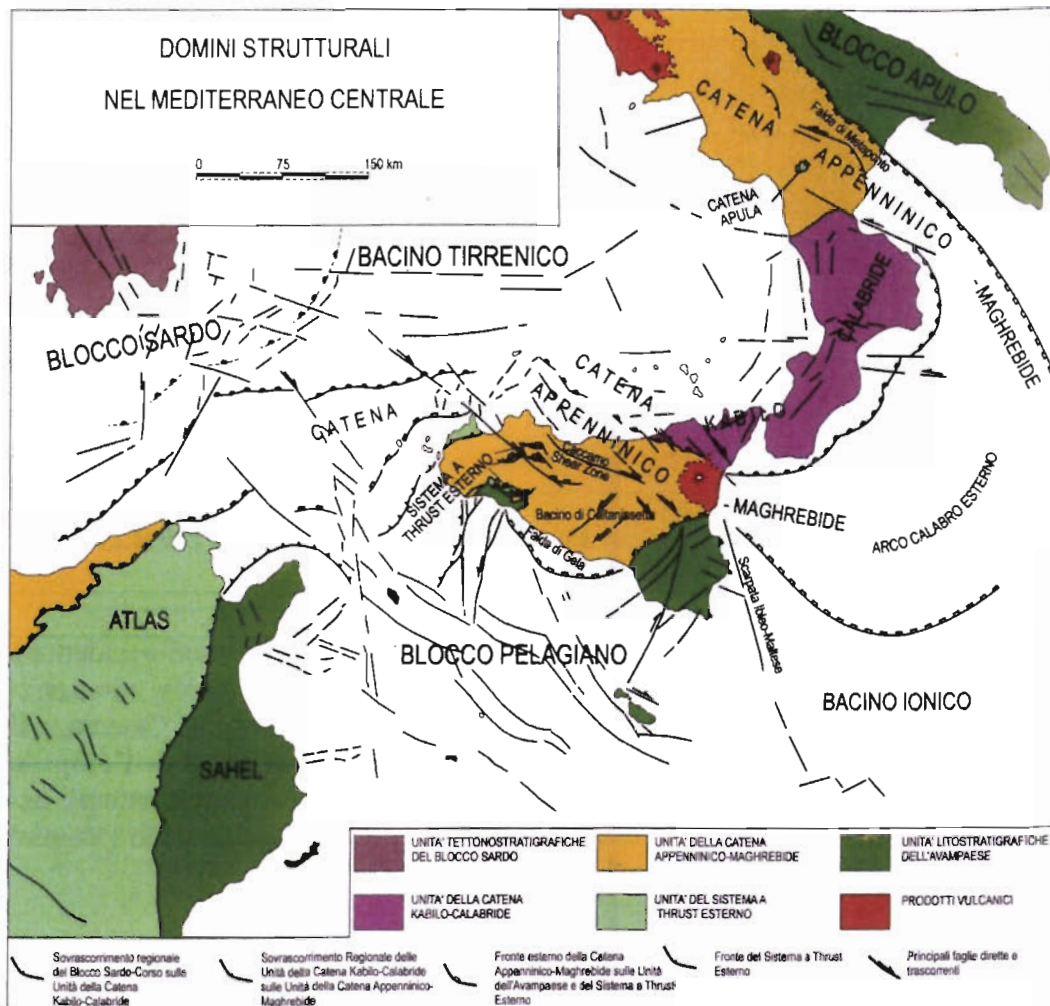 DOMINI STRUTTURALI
NEL MEDITERRANEO CENTRALE
0 75 150 km
BLOCCO APULO
CATENA
Falda di Metaponto
APPENNINICO
CATENA
APULA
- MAGHREBIDE
BACINO TIRRENICO
BLOCCO SARDO
CALABRIDE
CATENA
CATENA
APPENNINICO
KABILO
SISTEMA A
THRUST ESTERNO
Shear Zone
Bacino di Caltanissetta
Falda di Gela
- MAGHREBIDE
ARCO CALABRO ESTERNO
Scarpata Ibleo-Maltese
ATLAS
BLOCCO PELAGIANO
BACINO IONICO
SAHEL
UNITA' TETTONOSTRATIGRAFICHE
DEL BLOCCO SARDO
UNITA' DELLA CATENA
APPENNINICO-MAGHREBIDE
UNITA' LITOSTRATIGRAFICHE
DELL'AVAMPAESE
UNITA' DELLA CATENA
KABILO-CALABRIDE
UNITA' DEL SISTEMA A
THRUST ESTERNO
PRODOTTI VULCANICI
Sovrascorrimento regionale
del Blocco Sardo-Corso sulle
Unità della Catena
Kabilo-Calabride
Sovrascorrimento Regionale delle
Unità della Catena Kabilo-Calabride
sulle Unità della Catena Appenninico-
Maghrebide
Fronte esterno della Catena
Appenninico-Maghrebide sulle Unità
dell'Avampaese e del Sistema a Thrust
Esterno
Fronte del Sistema a Thrust
Esterno
Principali faglie dirette e
trascorrenti